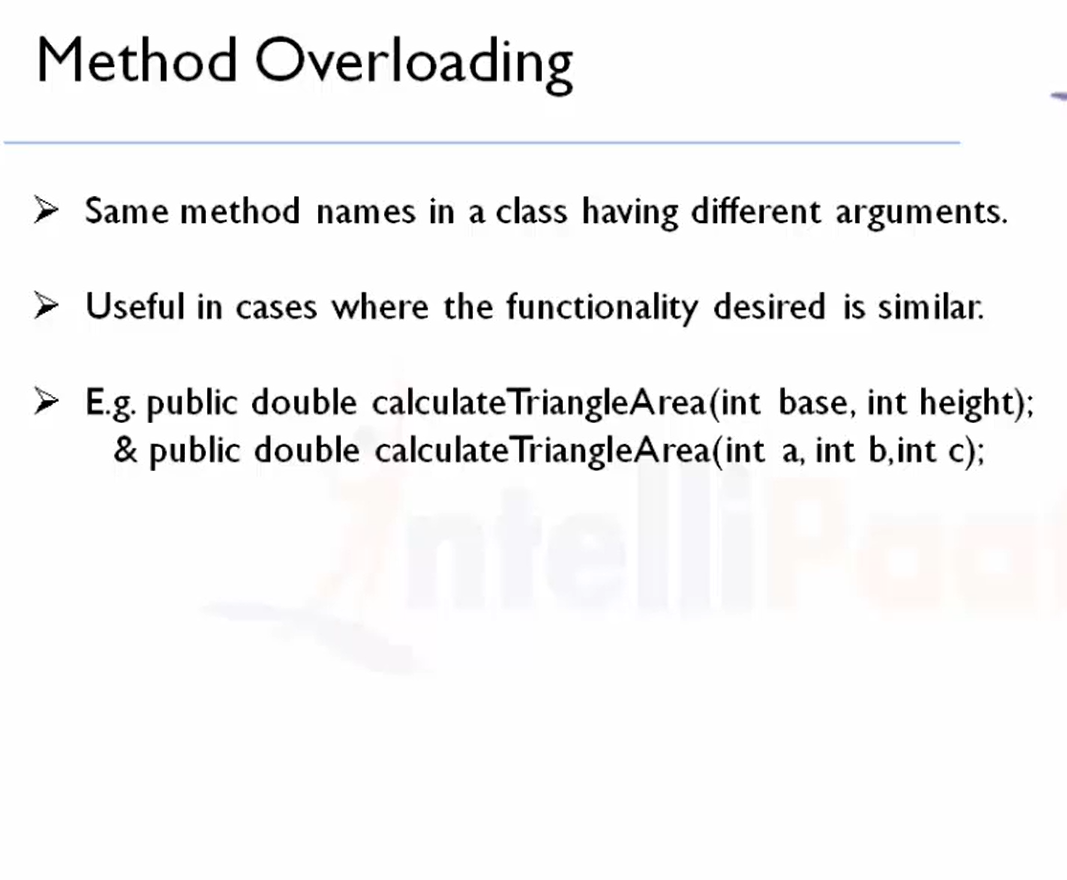 Method Overloading
Same method names in a class having different arguments.
Useful in cases where the functionality desired is similar.
E.g. public double calculateTriangleArea(int base, int height);
& public double calculateTriangleArea(int a, int b,int c);
ntelliPaat